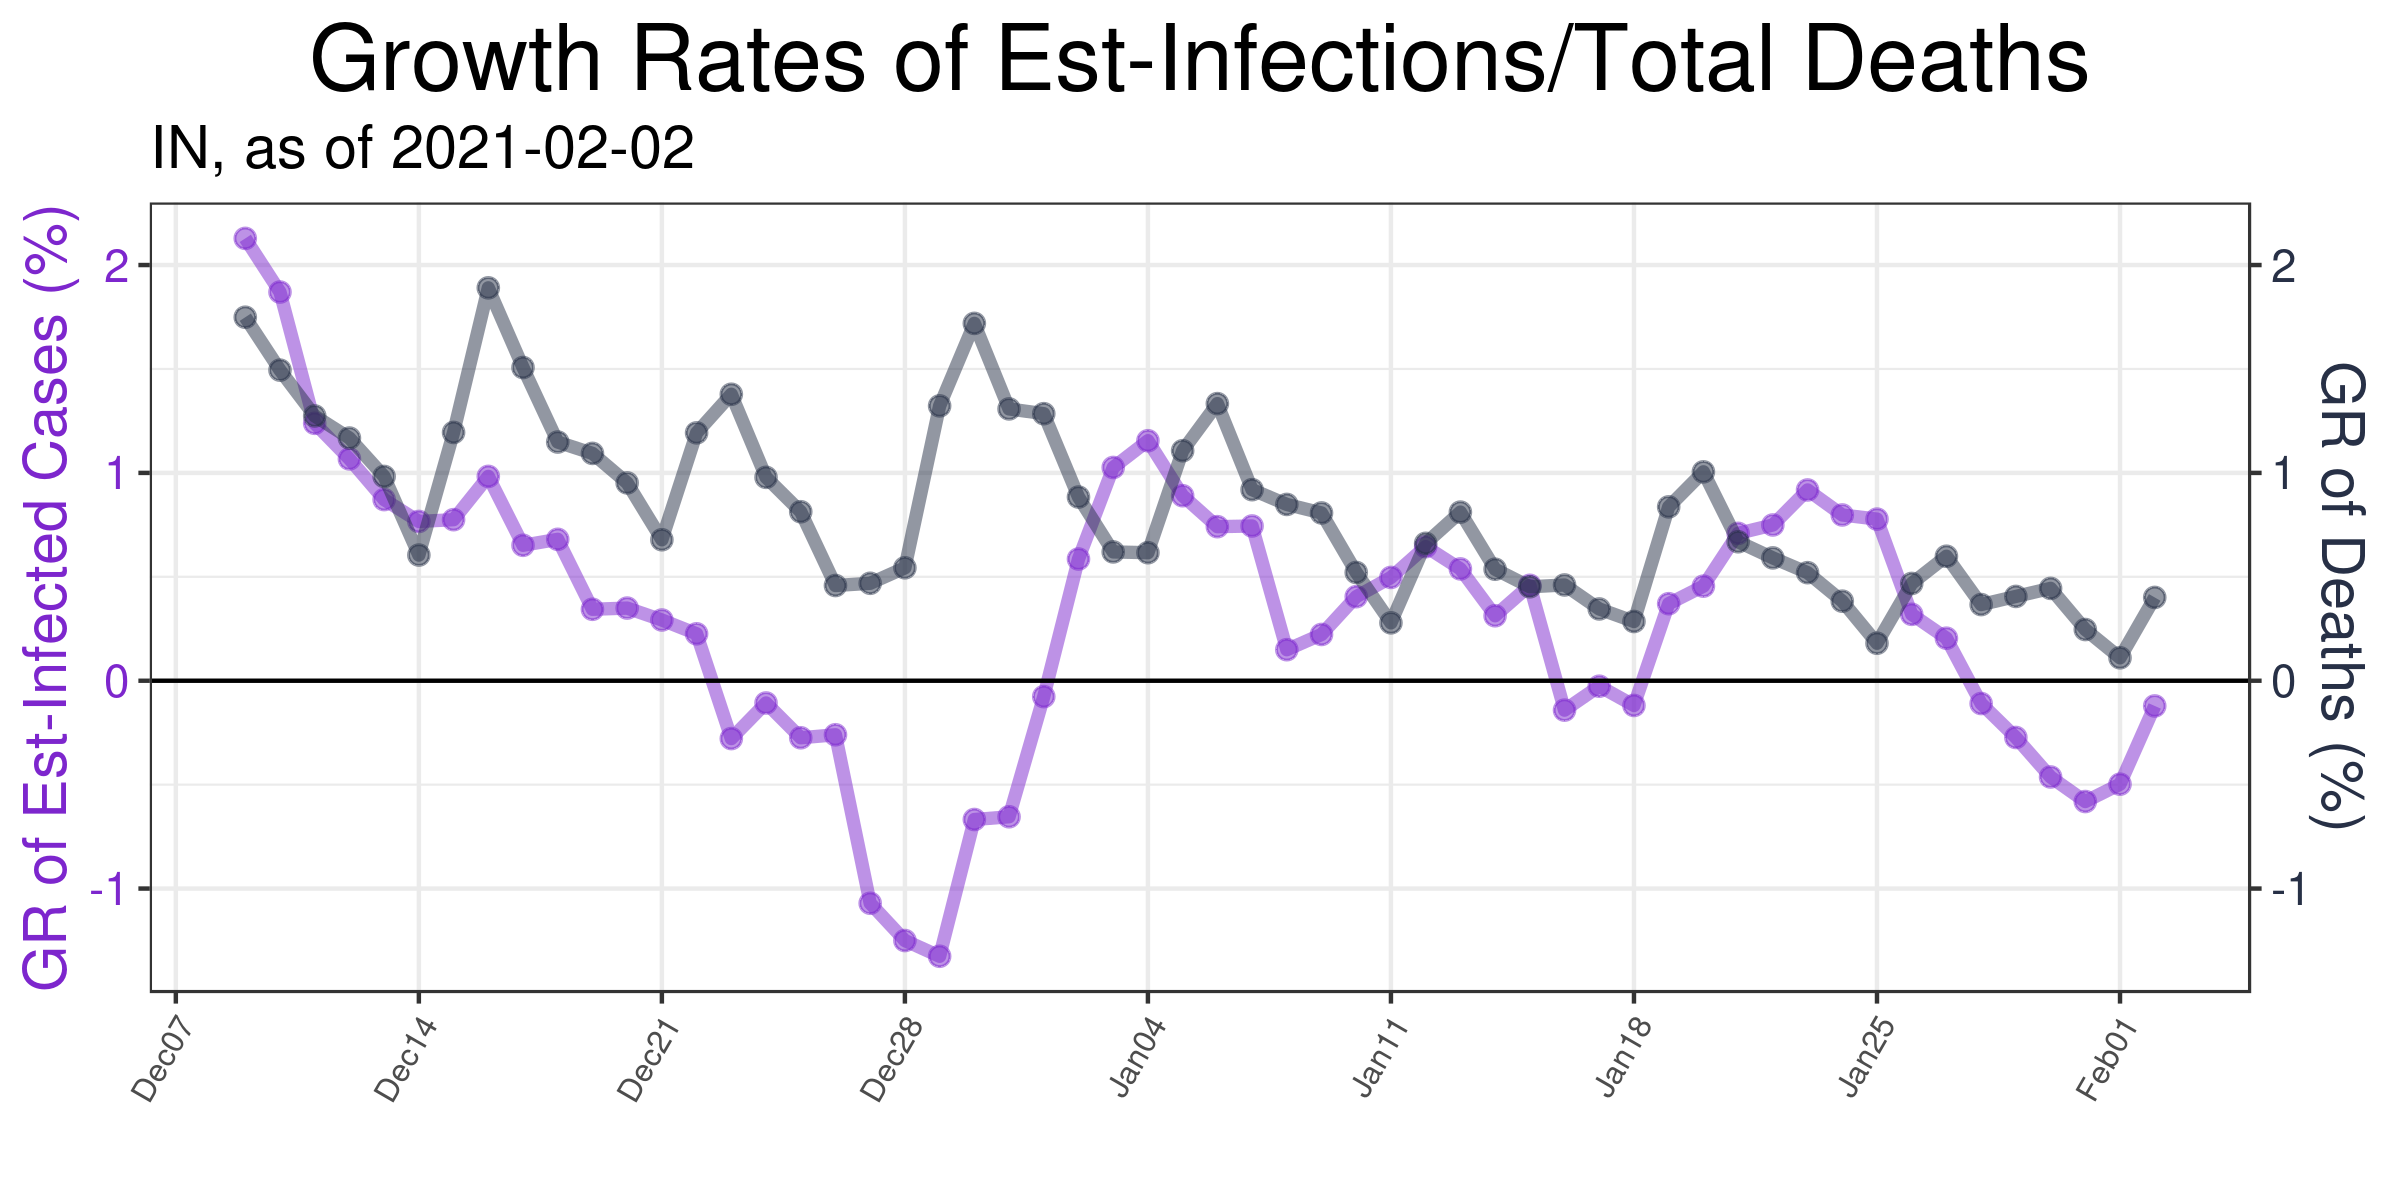 Growth Rates of Est-Infections/Total Deaths
IN, as of 2021-02-02
GR of Est-Infected Cases (%)
2
1
0
-1
2
1
0
-1
GR of Deaths (%)
Dec07
Dec14
Dec21
Dec28
Jan04
Jan11
Jan18
Jan25
Feb01